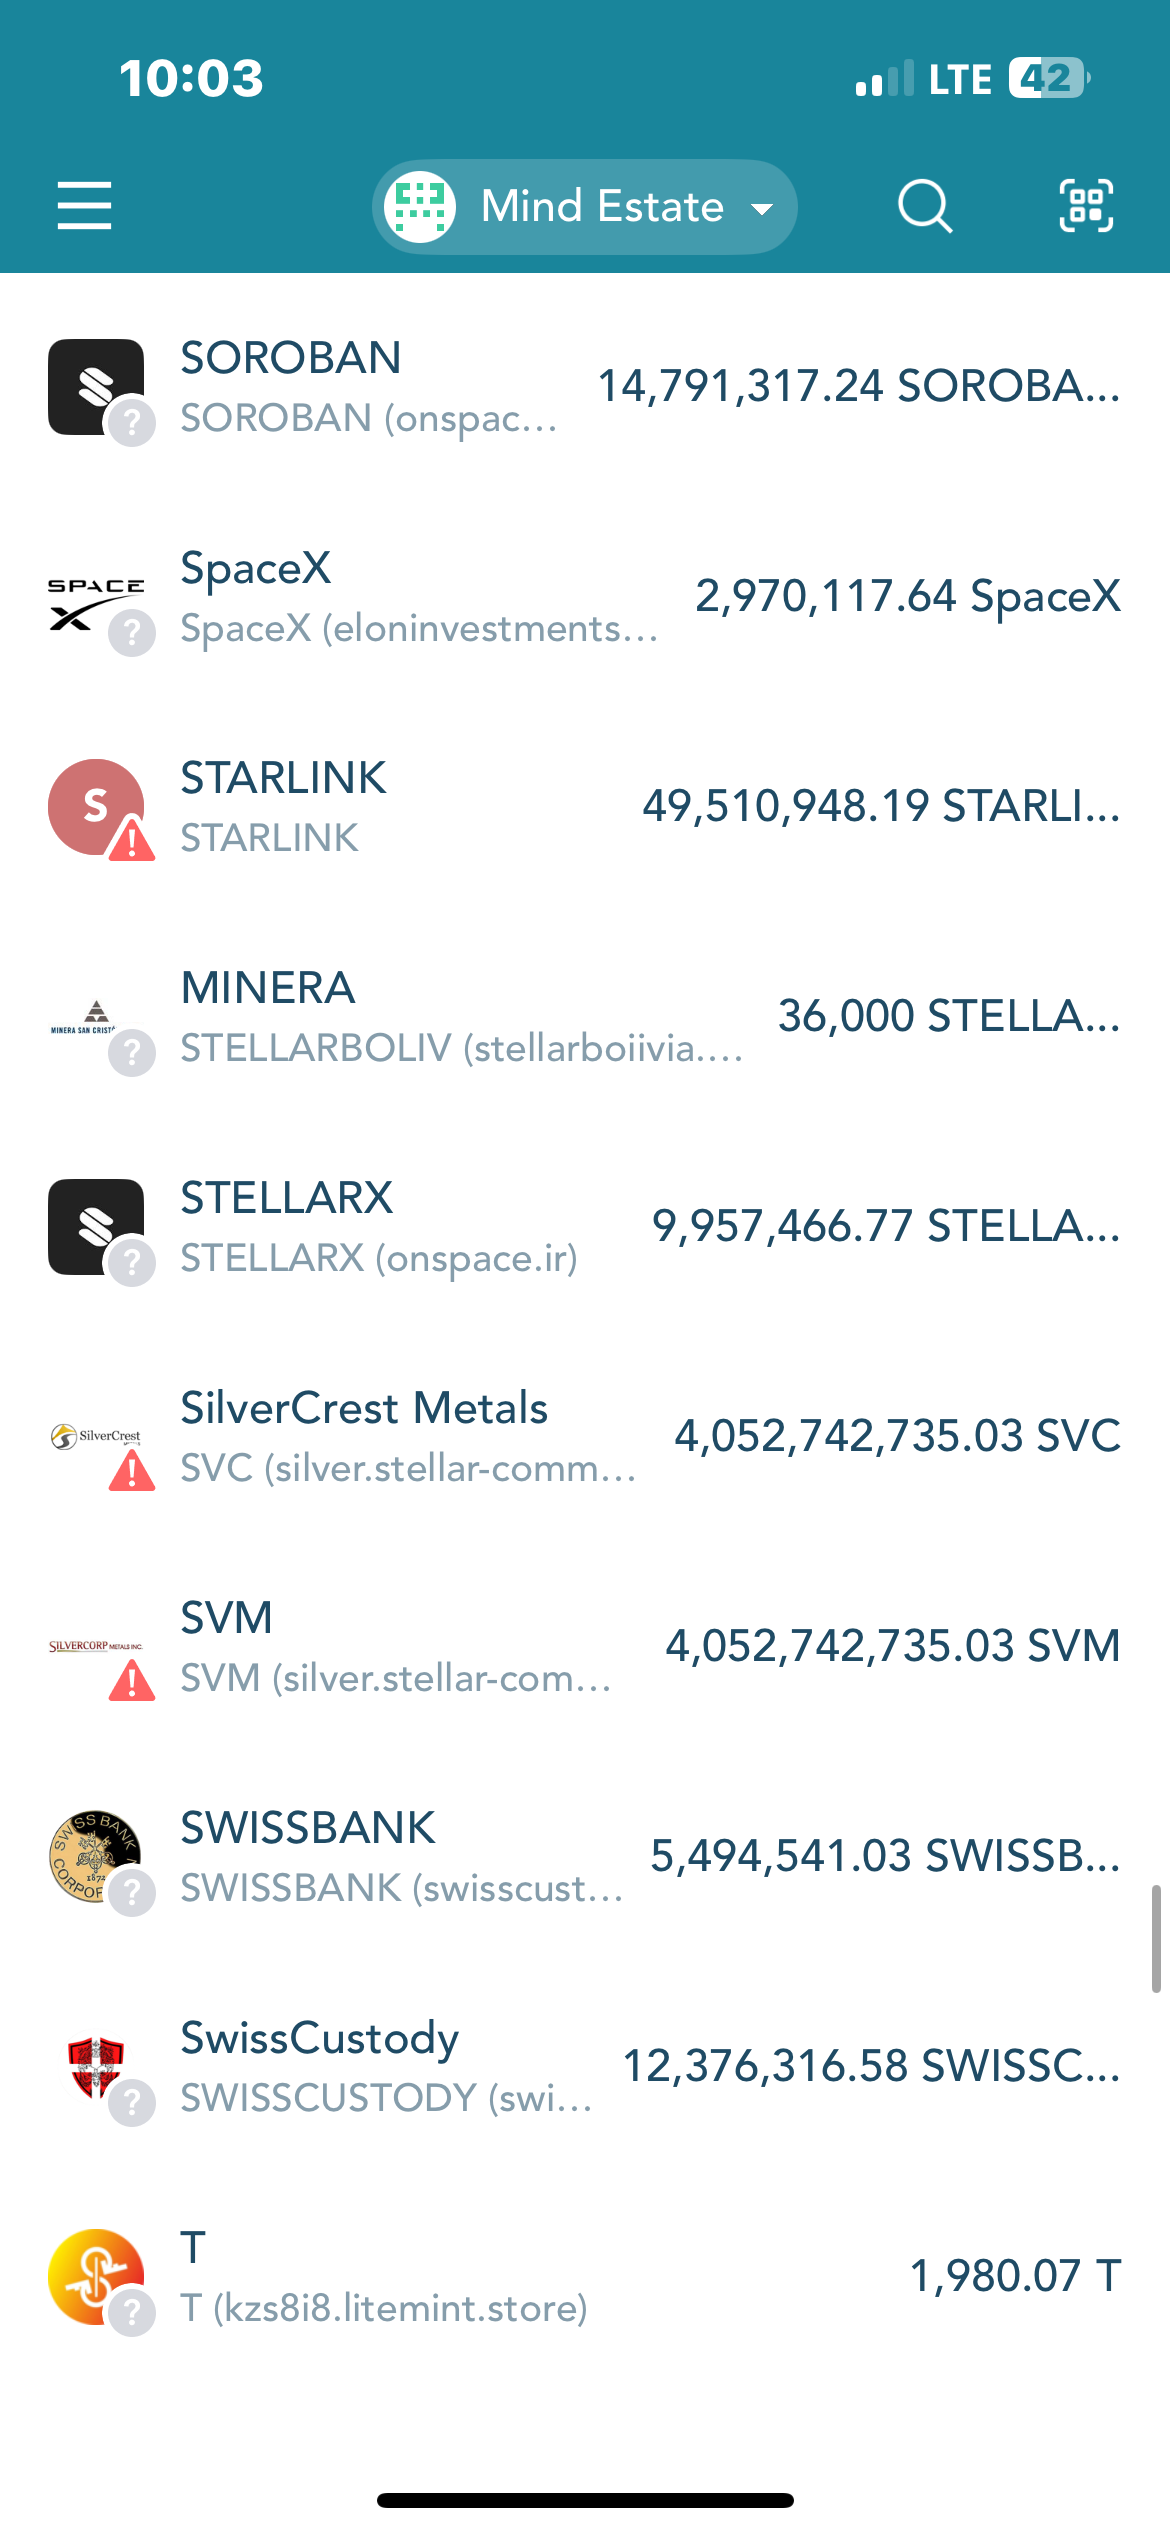 10:03
LTE 42
Mind Estate
SOROBAN
14,791,317.24 SOROBA...
SOROBAN (onspac...
SPACE X
SpaceX
2,970,117.64 SpaceX
SpaceX (eloninvestments...
S
STARLINK
49,510,948.19 STARLI...
STARLINK
MINERA
36,000 STELLA...
MINERA SAN CRIST
STELLARBOLIV (stellarboiivia....
STELLARX
9,957,466.77 STELLA...
STELLARX (onspace.ir)
SilverCrest Metals
4,052,742,735.03 SVC
SilverCrest
SVC (silver.stellar-comm...
SVM
4,052,742,735.03 SVM
SILVERCORP METALS INC.
SVM (silver.stellar-com...
SWISSBANK
5,494,541.03 SWISSB...
SWISS BANK
CORPOR
1872
SWISSBANK (swisscust...
SwissCustody
12,376,316.58 SWISSC...
SWISSCUSTODY (swi...
T
1,980.07 T
T (kzs8i8.litemint.store)